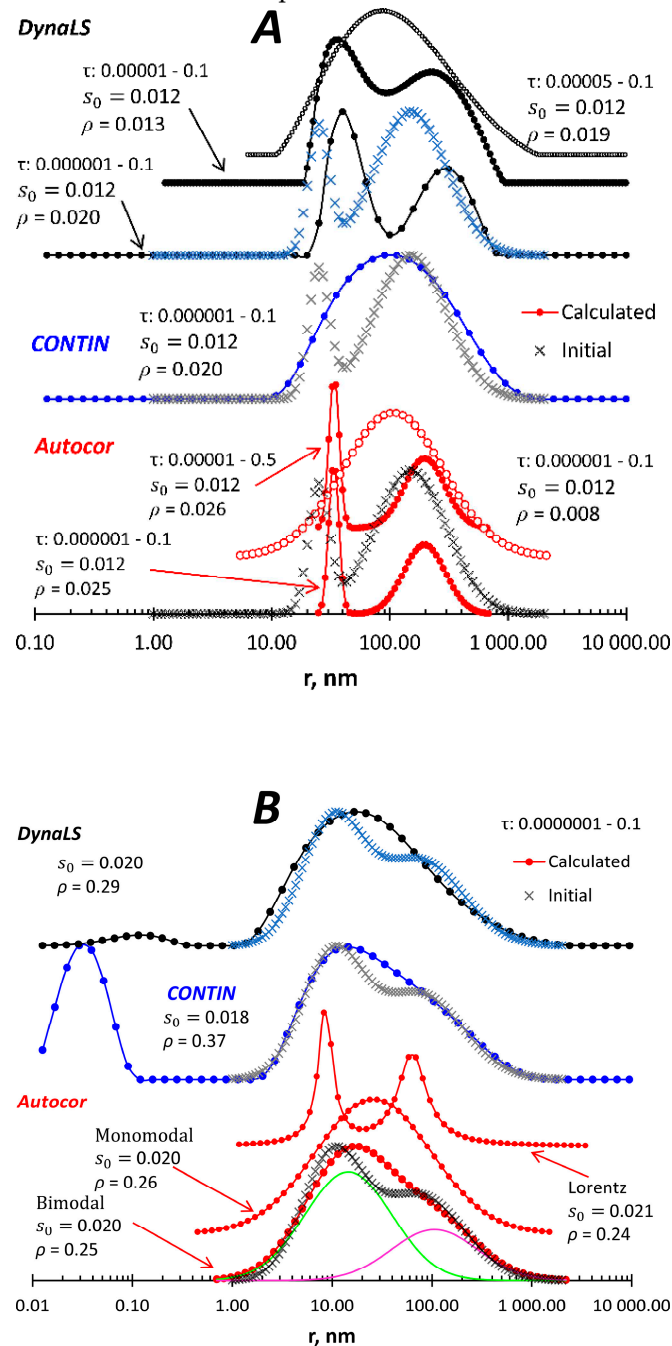 DynaLS
A
τ: 0.00001 - 0.1
s₀ = 0.012
ρ = 0.013
τ: 0.00005 - 0.1
s₀ = 0.012
ρ = 0.019
τ: 0.000001 - 0.1
s₀ = 0.012
ρ = 0.020
CONTIN
τ: 0.000001 - 0.1
s₀ = 0.012
ρ = 0.020
Calculated
Initial
Autocor
τ: 0.00001 - 0.5
s₀ = 0.012
ρ = 0.026
τ: 0.000001 - 0.1
s₀ = 0.012
ρ = 0.008
τ: 0.000001 - 0.1
s₀ = 0.012
ρ = 0.025
0.10 1.00 10.00 100.00 1 000.00 10 000.00
r, nm
B
DynaLS
s₀ = 0.020
ρ = 0.29
τ: 0.0000001 - 0.1
Calculated
Initial
CONTIN
s₀ = 0.018
ρ = 0.37
Autocor
Monomodal
s₀ = 0.020
ρ = 0.26
Bimodal
s₀ = 0.020
ρ = 0.25
Lorentz
s₀ = 0.021
ρ = 0.24
0.01 0.10 1.00 10.00 100.00 1 000.00 10 000.00
r, nm